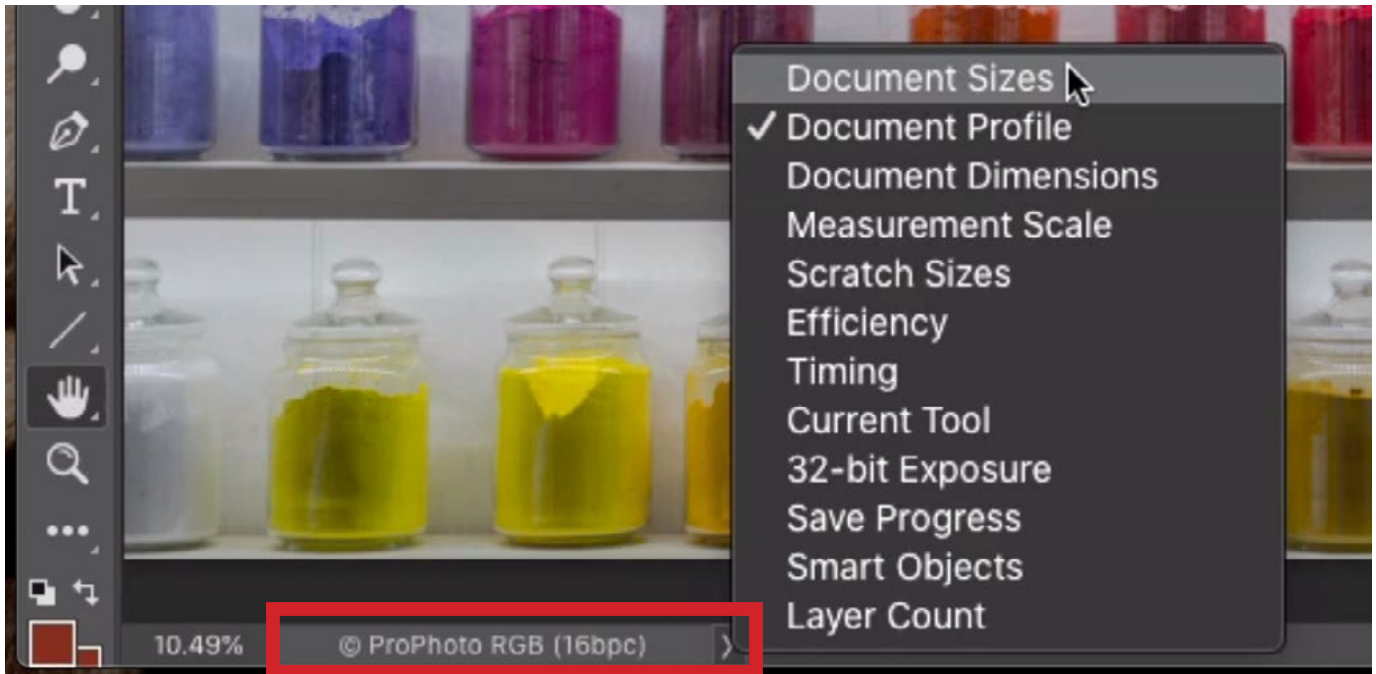 Document Sizes
✓ Document Profile
Document Dimensions
Measurement Scale
Scratch Sizes
Efficiency
Timing
Current Tool
32-bit Exposure
Save Progress
Smart Objects
Layer Count
T
10.49%
© ProPhoto RGB (16bpc)